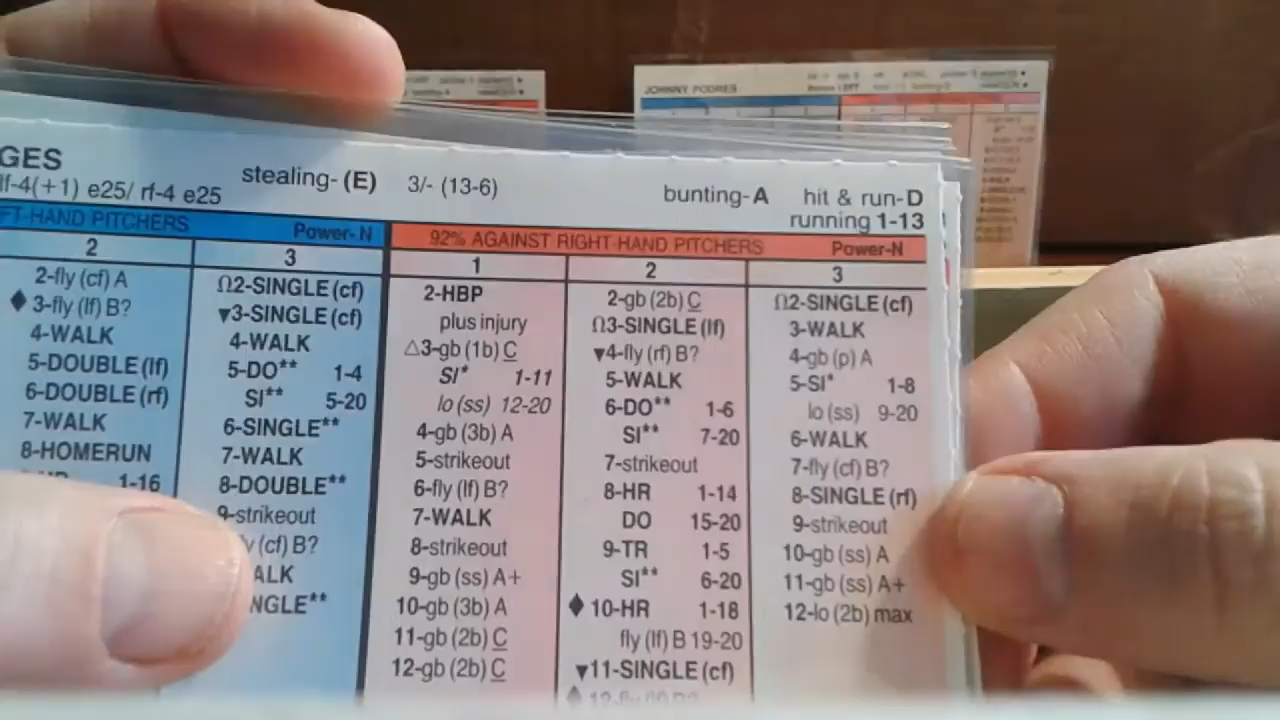 JOHNNY PODRES
GES
stealing- (E) 3/- (13-6) bunting-A hit & run-D
lf-4(+1) e25/ rf-4 e25 running 1-13
FT-HAND PITCHERS Power-N
2 3
2-fly (cf) A
♦ 3-fly (lf) B?
4-WALK
5-DOUBLE (lf)
6-DOUBLE (rf)
7-WALK
8-HOMERUN
1-16
Ω2-SINGLE (cf)
▼3-SINGLE (cf)
4-WALK
5-DO** 1-4
SI** 5-20
6-SINGLE**
7-WALK
8-DOUBLE**
9-strikeout
(cf) B?
ALK
NGLE**
92% AGAINST RIGHT-HAND PITCHERS Power-N
1 2 3
2-HBP
plus injury
△3-gb (1b) C
SI* 1-11
lo (ss) 12-20
4-gb (3b) A
5-strikeout
6-fly (lf) B?
7-WALK
8-strikeout
9-gb (ss) A+
10-gb (3b) A
11-gb (2b) C
12-gb (2b) C
2-gb (2b) C
Ω3-SINGLE (lf)
▼4-fly (rf) B?
5-WALK
6-DO** 1-6
SI** 7-20
7-strikeout
8-HR 1-14
DO 15-20
9-TR 1-5
SI** 6-20
♦ 10-HR 1-18
fly (lf) B 19-20
▼11-SINGLE (cf)
Ω2-SINGLE (cf)
3-WALK
4-gb (p) A
5-SI* 1-8
lo (ss) 9-20
6-WALK
7-fly (cf) B?
8-SINGLE (rf)
9-strikeout
10-gb (ss) A
11-gb (ss) A+
12-lo (2b) max